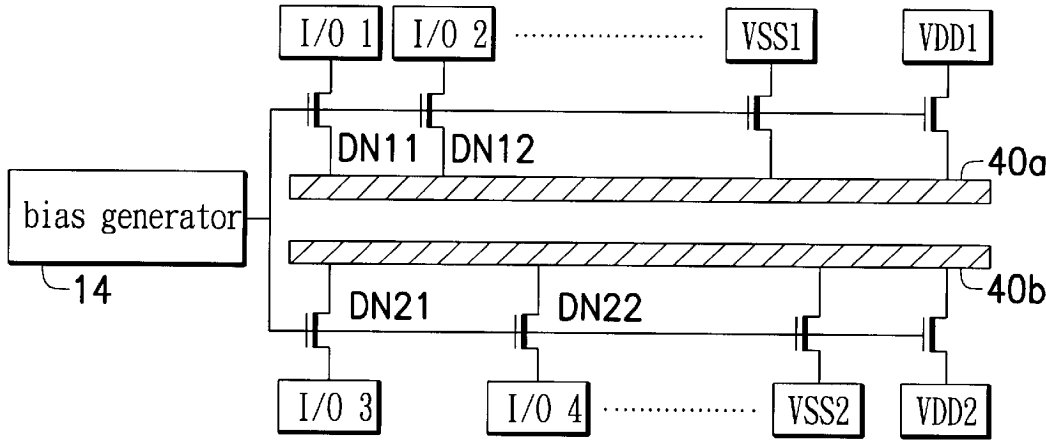 I/O 1 I/O 2 VSS1 VDD1
DN11 DN12
40a
bias generator
14
40b
DN21 DN22
I/O 3 I/O 4 VSS2 VDD2